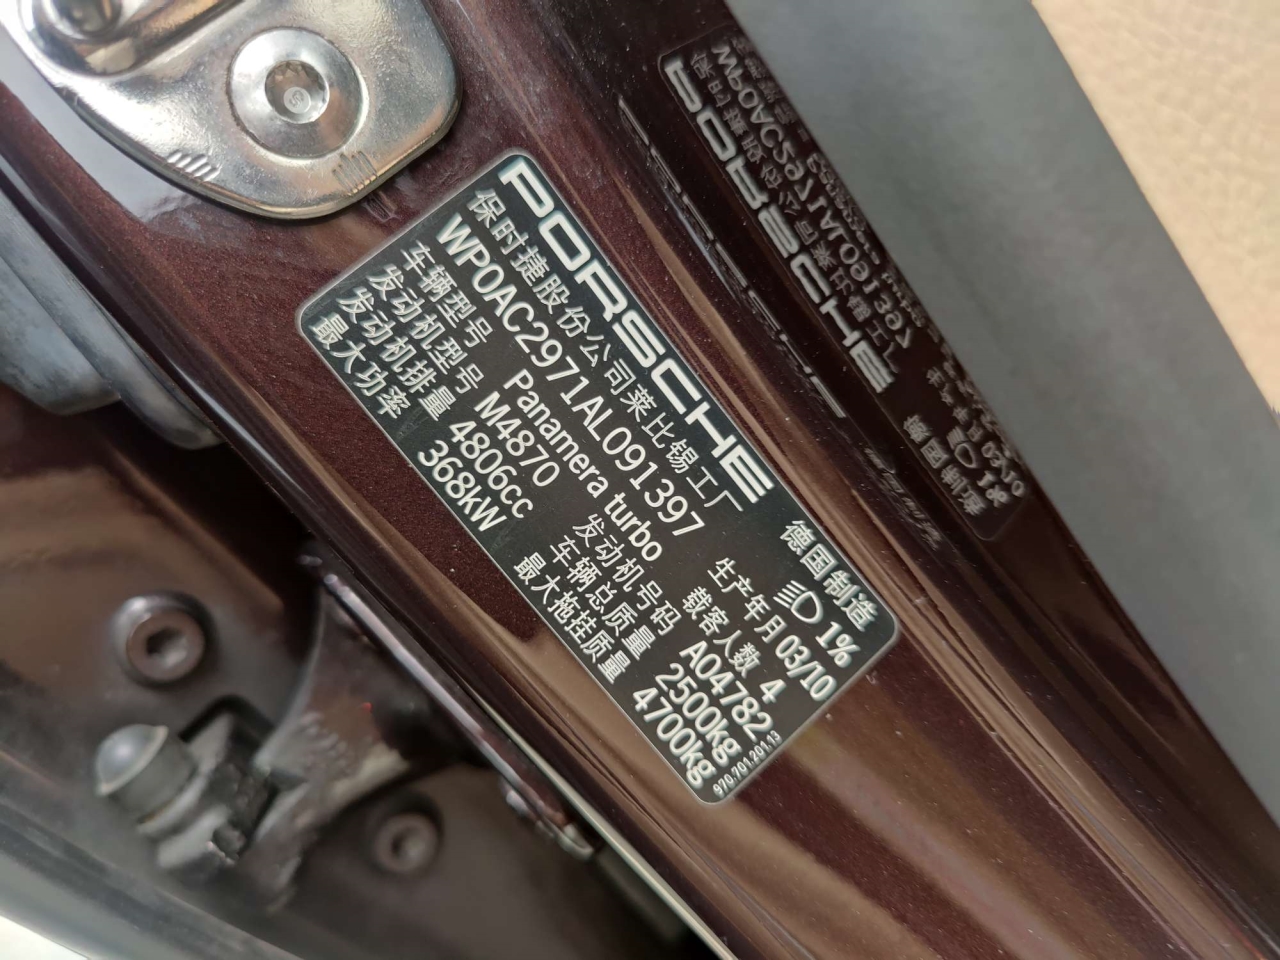 PORSCHE
保时捷股份公司莱比锡工厂 德国制造
WP0AC2971AL091397 1%
车辆型号 Panamera turbo 生产年月 03/10
发动机型号 M4870 载客人数 4
发动机排量 4806cc 发动机号码 A04782
最大功率 368kW 车辆总质量 2500kg
最大拖挂质量 4700kg
970.701.201.13